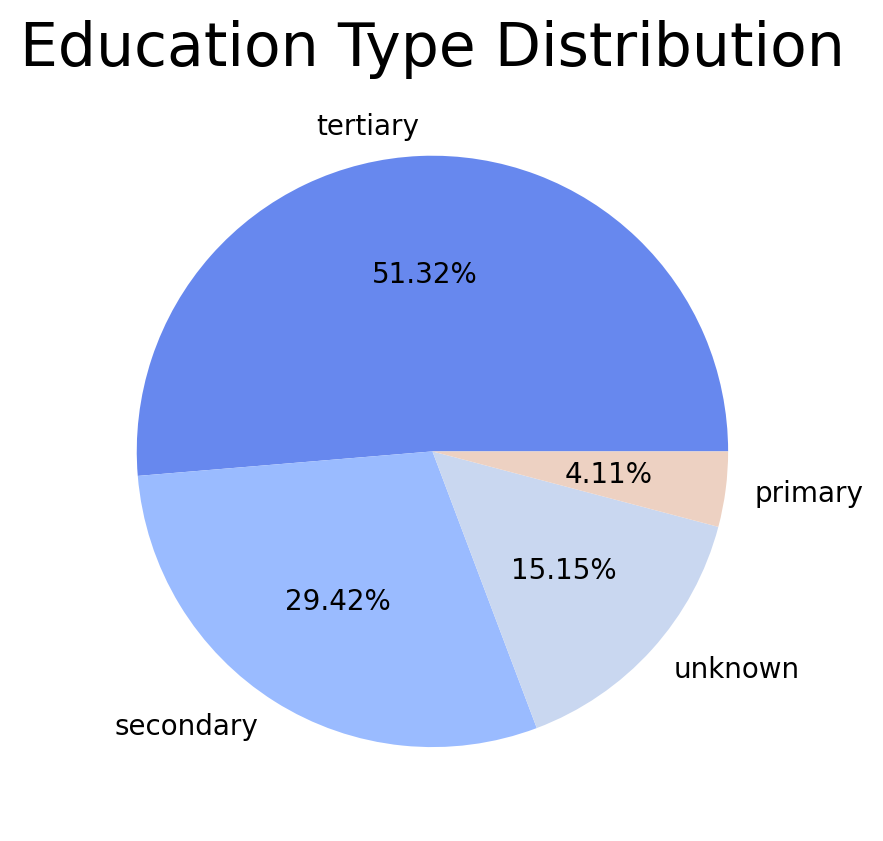 Education Type Distribution
tertiary
51.32%
4.11%
primary
15.15%
29.42%
unknown
secondary